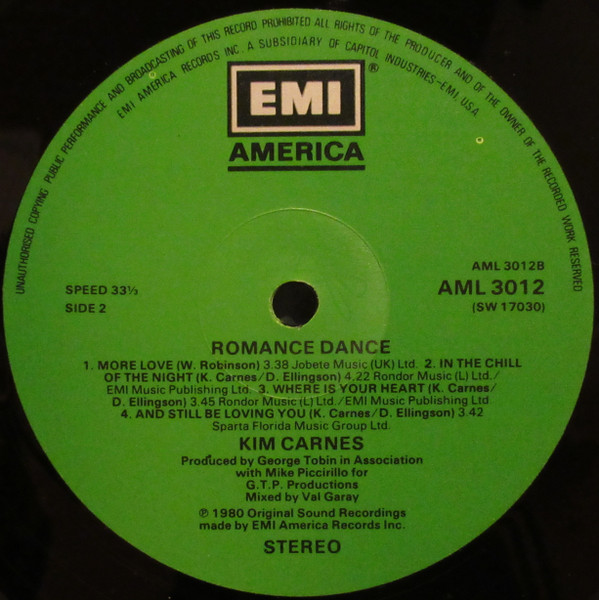 UNAUTHORISED COPYING PUBLIC PERFORMANCE AND BROADCASTING OF THIS RECORD PROHIBITED ALL RIGHTS OF THE PRODUCER AND OF THE OWNER OF THE RECORDED WORK RESERVED
EMI AMERICA RECORDS INC. A SUBSIDIARY OF CAPITOL INDUSTRIES-EMI, USA
EMI ®
AMERICA
AML 3012B
SPEED 33⅓
AML 3012
SIDE 2
(SW 17030)
ROMANCE DANCE
1. MORE LOVE (W. Robinson) 3.38 Jobete Music (UK) Ltd. 2. IN THE CHILL
OF THE NIGHT (K. Carnes/D. Ellingson) 4.22 Rondor Music (L) Ltd./
EMI Music Publishing Ltd. 3. WHERE IS YOUR HEART (K. Carnes/
D. Ellingson) 3.45 Rondor Music (L) Ltd./EMI Music Publishing Ltd
4. AND STILL BE LOVING YOU (K. Carnes/D. Ellingson) 3.42
Sparta Florida Music Group Ltd.
KIM CARNES
Produced by George Tobin in Association
with Mike Piccirillo for
G.T.P. Productions
Mixed by Val Garay
℗ 1980 Original Sound Recordings
made by EMI America Records Inc.
STEREO